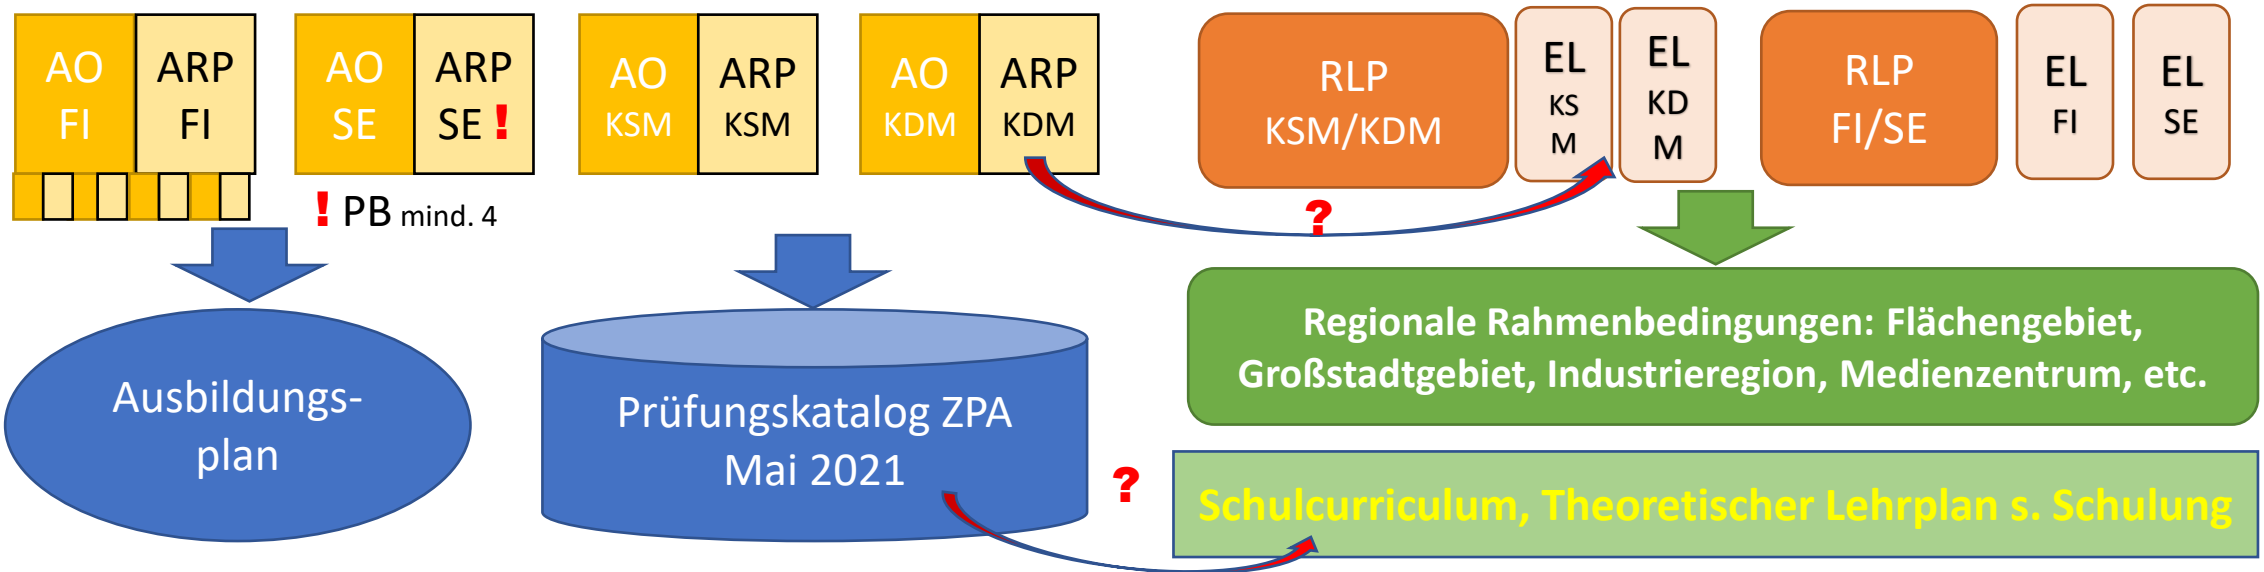 AO
FI
ARP
FI
AO
SE
ARP
SE !
AO
KSM
ARP
KSM
AO
KDM
ARP
KDM
RLP
KSM/KDM
EL
KS
M
EL
KD
M
RLP
FI/SE
EL
FI
EL
SE
! PB mind. 4
?
Ausbildungs-
plan
Prüfungskatalog ZPA
Mai 2021
Regionale Rahmenbedingungen: Flächengebiet,
Großstadtgebiet, Industrieregion, Medienzentrum, etc.
?
Schulcurriculum, Theoretischer Lehrplan s. Schulung